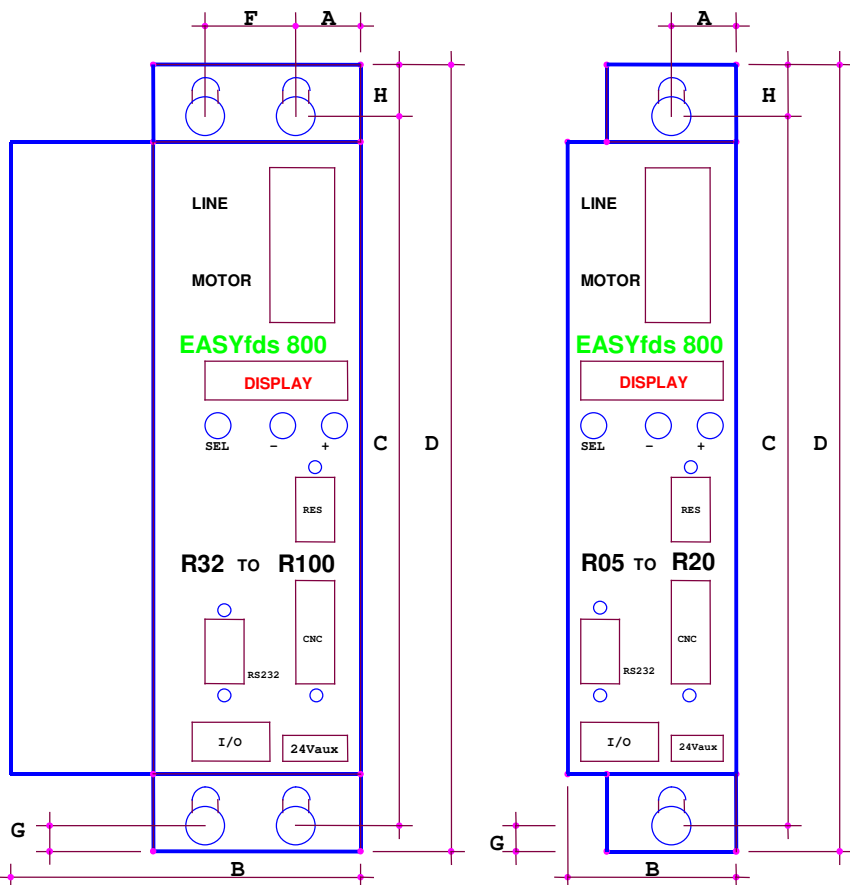 F A
H
LINE
MOTOR
EASYfds 800
DISPLAY
SEL - +
C D
RES
R32 TO R100
CNC
RS232
I/O
24Vaux
G
B
A
H
LINE
MOTOR
EASYfds 800
DISPLAY
SEL - +
C D
RES
R05 TO R20
CNC
RS232
I/O
24Vaux
G
B